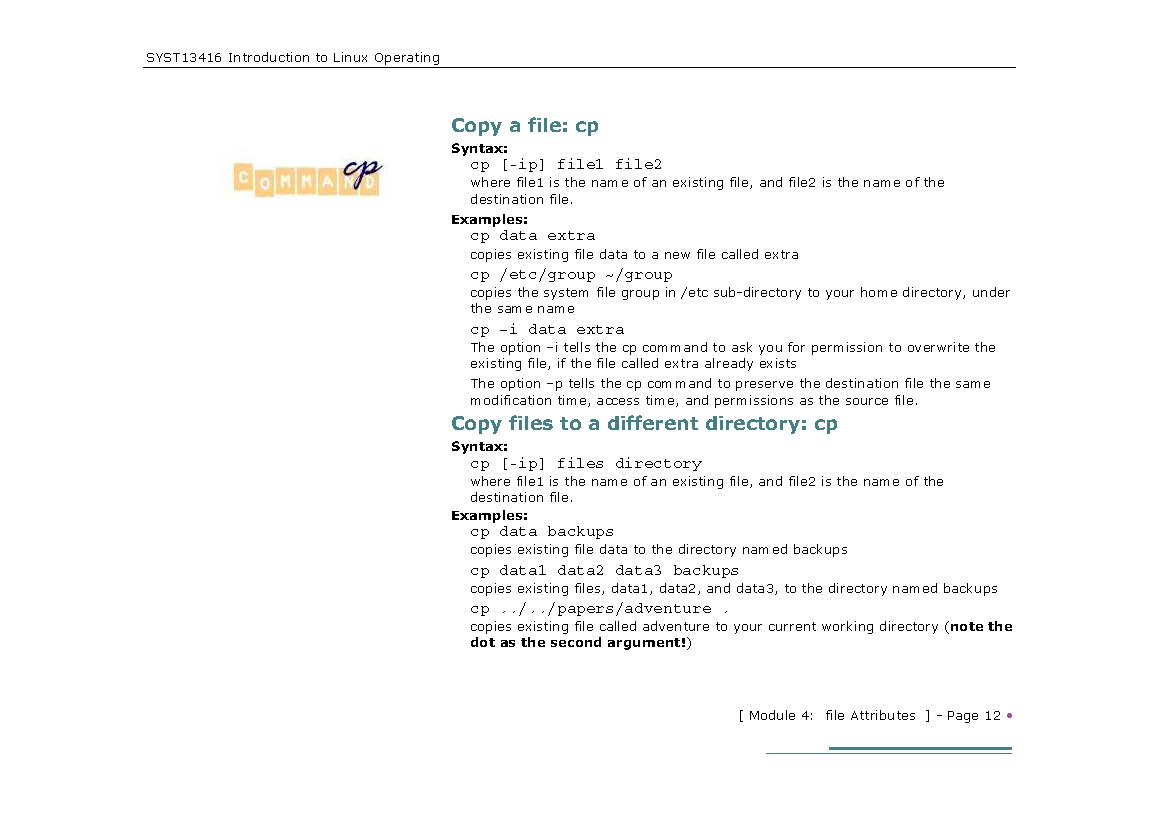 SYST13416 Introduction to Linux Operating
COMMAND cp
Copy a file: cp
Syntax:
cp [-ip] file1 file2
where file1 is the name of an existing file, and file2 is the name of the
destination file.
Examples:
cp data extra
copies existing file data to a new file called extra
cp /etc/group ~/group
copies the system file group in /etc sub-directory to your home directory, under
the same name
cp –i data extra
The option –i tells the cp command to ask you for permission to overwrite the
existing file, if the file called extra already exists
The option –p tells the cp command to preserve the destination file the same
modification time, access time, and permissions as the source file.
Copy files to a different directory: cp
Syntax:
cp [-ip] files directory
where file1 is the name of an existing file, and file2 is the name of the
destination file.
Examples:
cp data backups
copies existing file data to the directory named backups
cp data1 data2 data3 backups
copies existing files, data1, data2, and data3, to the directory named backups
cp ../../papers/adventure .
copies existing file called adventure to your current working directory (note the
dot as the second argument!)
[ Module 4: file Attributes ] – Page 12 •